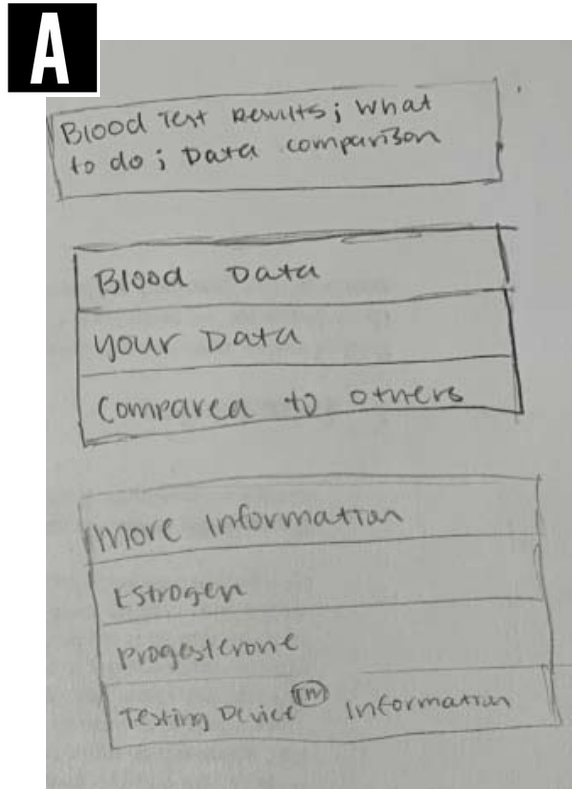 A
Blood Test Results; What
to do; Data comparison
Blood Data
Your Data
Compared to others
More Information
Estrogen
Progesterone
Testing Device TM Information